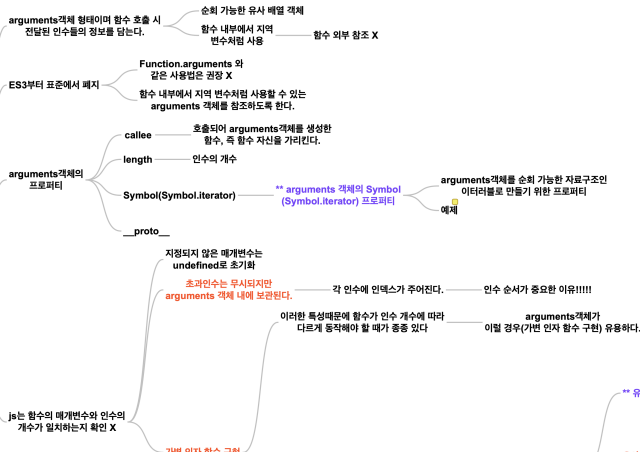 arguments객체 형태이며 함수 호출 시
전달된 인수들의 정보를 담는다.
순회 가능한 유사 배열 객체
함수 내부에서 지역
변수처럼 사용
함수 외부 참조 X
ES3부터 표준에서 폐지
Function.arguments 와
같은 사용법은 권장 X
함수 내부에서 지역 변수처럼 사용할 수 있는
arguments 객체를 참조하도록 한다.
arguments객체의
프로퍼티
callee
호출되어 arguments객체를 생성한
함수, 즉 함수 자신을 가리킨다.
length
인수의 개수
Symbol(Symbol.iterator)
** arguments 객체의 Symbol
(Symbol.iterator) 프로퍼티
arguments객체를 순회 가능한 자료구조인
이터러블로 만들기 위한 프로퍼티
예제
__proto__
js는 함수의 매개변수와 인수의
개수가 일치하는지 확인 X
지정되지 않은 매개변수는
undefined로 초기화
초과인수는 무시되지만
arguments 객체 내에 보관된다.
각 인수에 인덱스가 주어진다.
인수 순서가 중요한 이유!!!!!
가변 인자 함수 구현
이러한 특성때문에 함수가 인수 개수에 따라
다르게 동작해야 할 때가 종종 있다
arguments객체가
이럴 경우(가변 인자 함수 구현) 유용하다.
** 유